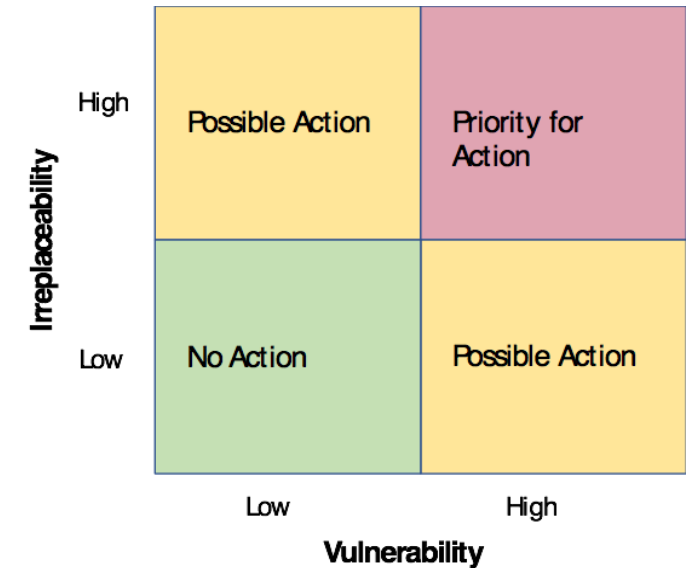 High
Possible Action
Priority for
Action
Irreplaceability
Low
No Action
Possible Action
Low
High
Vulnerability